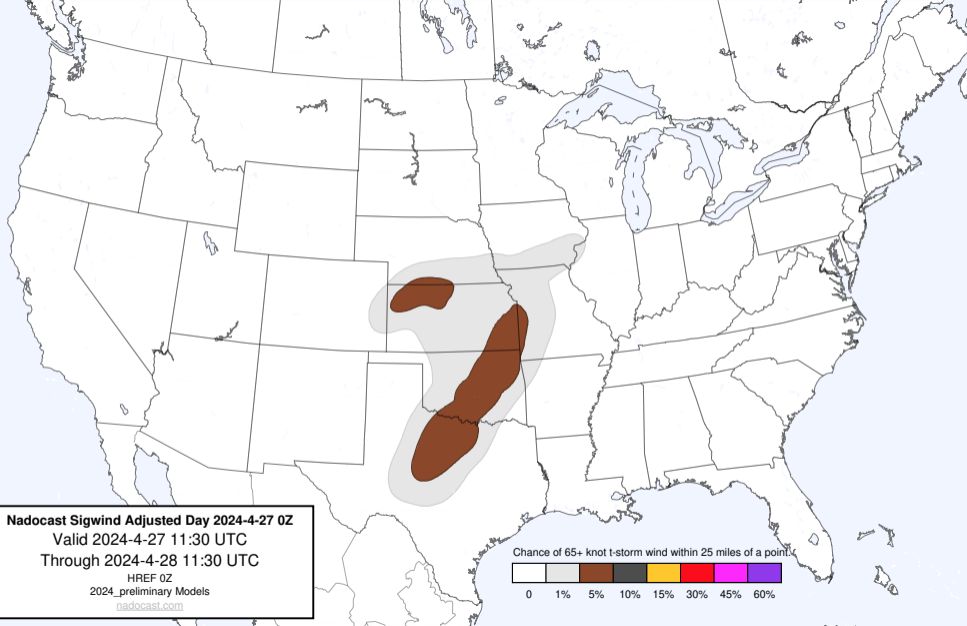 Nadocast Sigwind Adjusted Day 2024-4-27 0Z
Valid 2024-4-27 11:30 UTC
Through 2024-4-28 11:30 UTC
HREF 0Z
2024_preliminary Models
nadocast.com
Chance of 65+ knot t-storm wind within 25 miles of a point.
0 1% 5% 10% 15% 30% 45% 60%